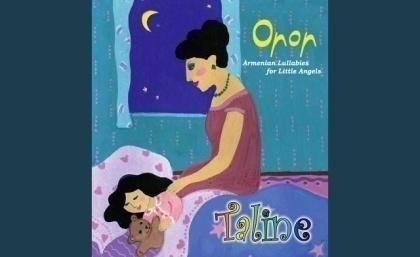 Oror
Armenian Lullabies
for Little Angels
Taline